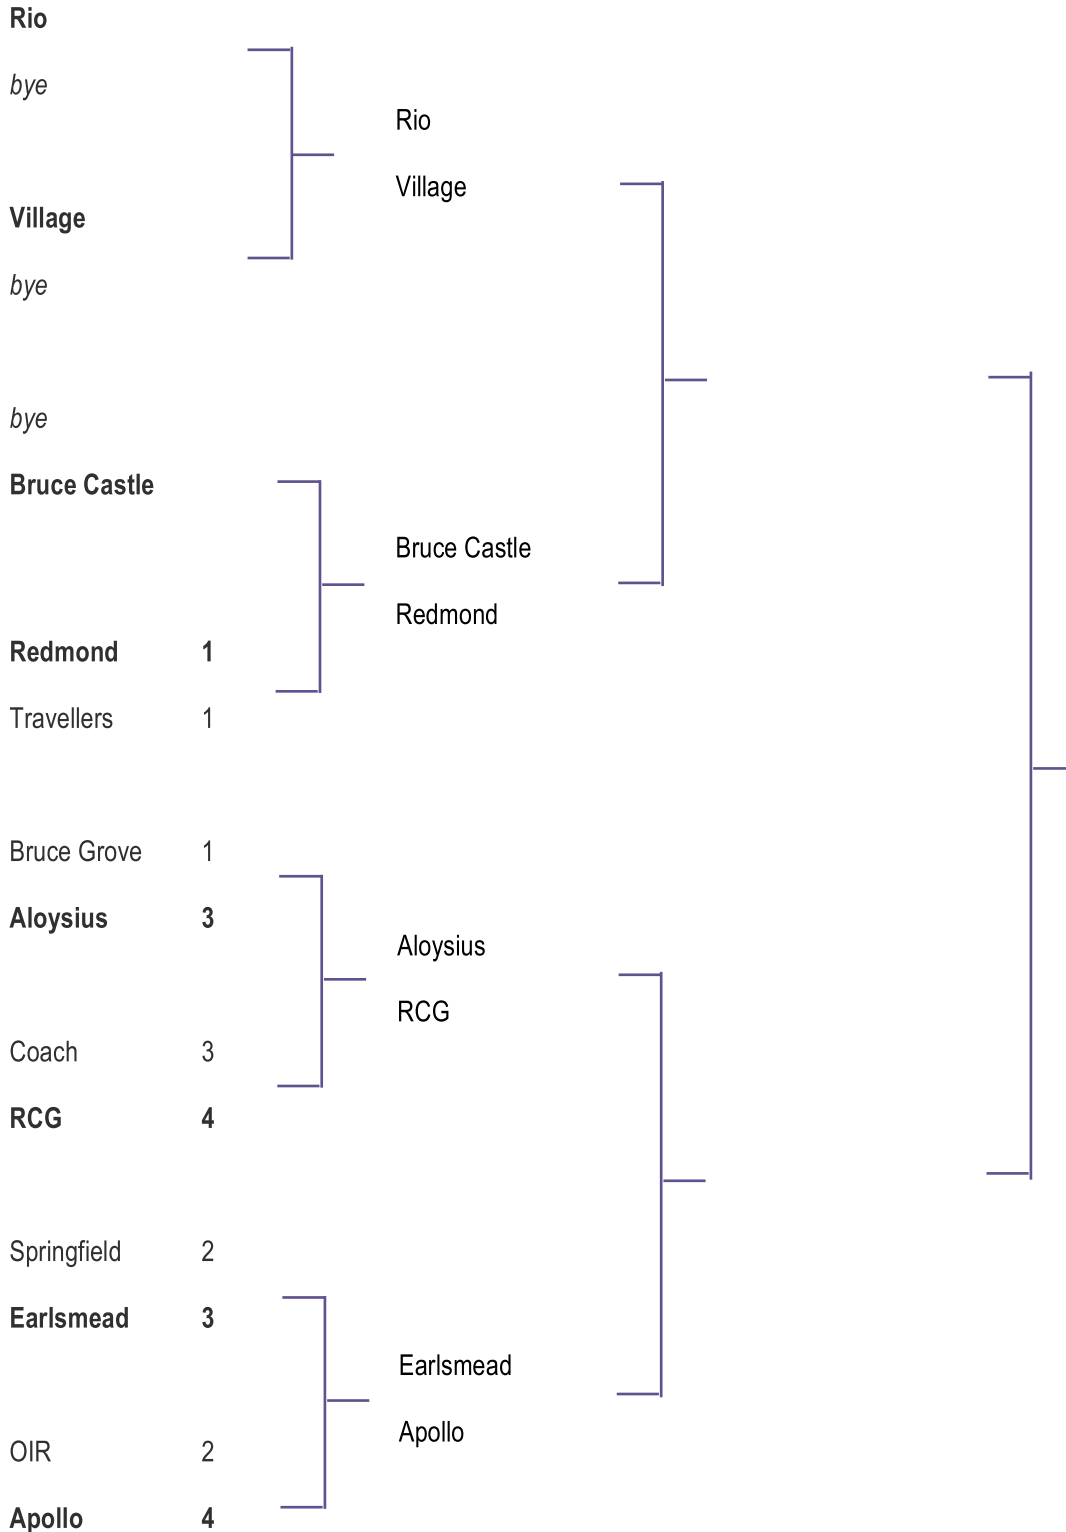 Rio
bye
Village
bye
bye
Bruce Castle
Redmond 1
Travellers 1
Bruce Grove 1
Aloysius 3
Coach 3
RCG 4
Springfield 2
Earlsmead 3
OIR 2
Apollo 4
Rio
Village
Bruce Castle
Redmond
Aloysius
RCG
Earlsmead
Apollo